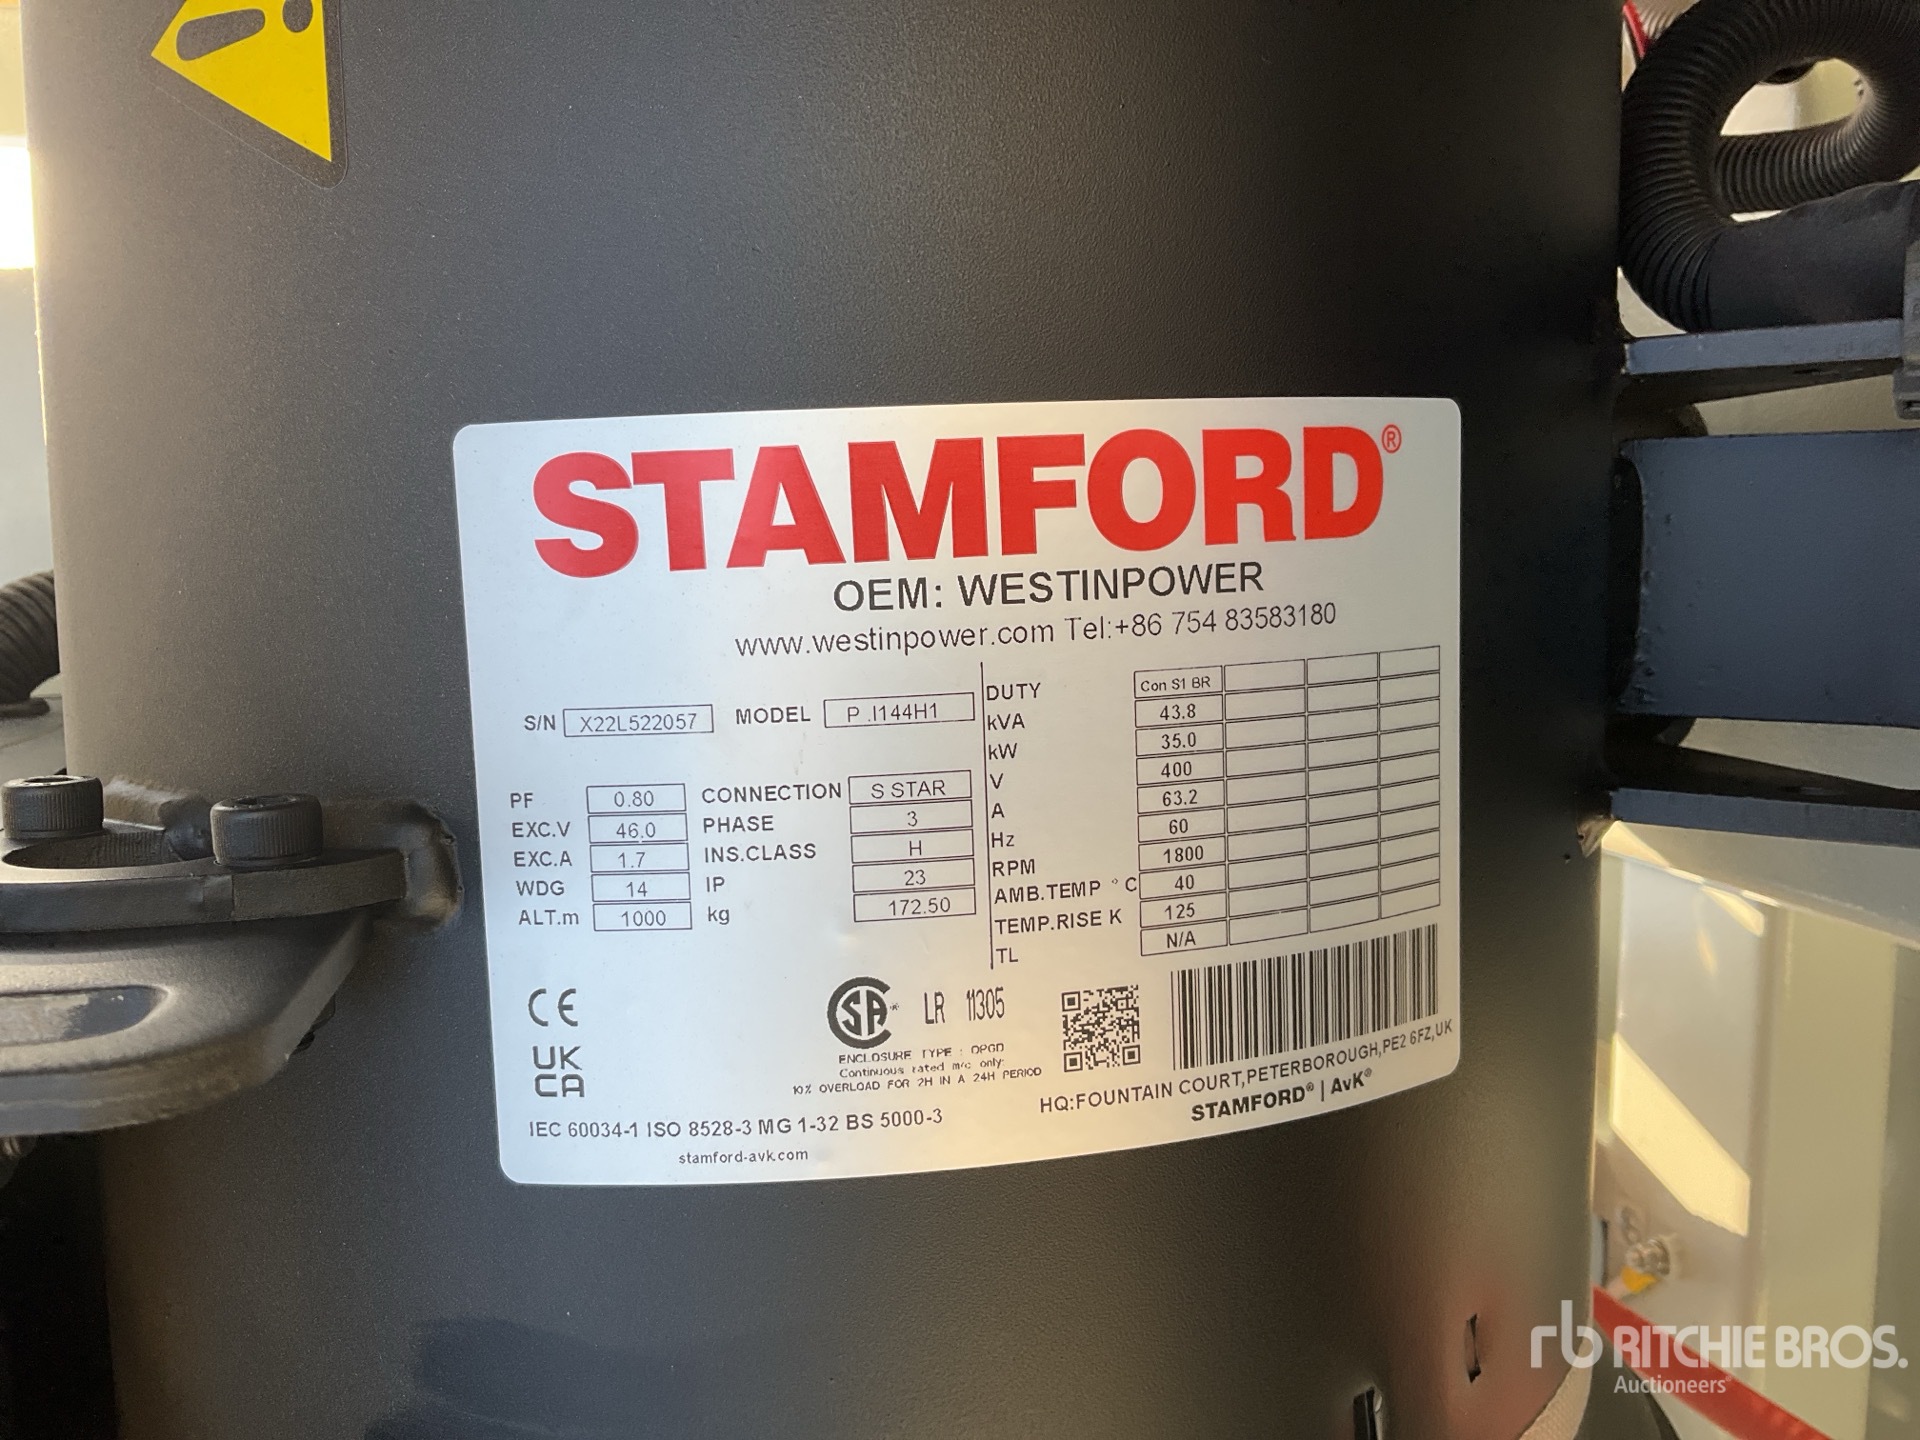 STAMFORD®
OEM: WESTINPOWER
www.westinpower.com Tel:+86 754 83583180
S/N X22L522057 MODEL P .I144H1
PF 0.80
EXC.V 46.0
EXC.A 1.7
WDG 14
ALT.m 1000
CONNECTION S STAR
PHASE 3
INS.CLASS H
IP 23
kg 172.50
DUTY Con S1 BR
kVA 43.8
kW 35.0
V 400
A 63.2
Hz 60
RPM 1800
AMB.TEMP °C 40
TEMP.RISE K 125
TL N/A
CE
UK
CA
SA LR 11305
ENCLOSURE TYPE : OPGD
Continuous rated m/c only:
10% OVERLOAD FOR 2H IN A 24H PERIOD
HQ:FOUNTAIN COURT,PETERBOROUGH,PE2 6FZ,UK
STAMFORD® | AvK®
IEC 60034-1 ISO 8528-3 MG 1-32 BS 5000-3
stamford-avk.com
rb RITCHIE BROS.
Auctioneers